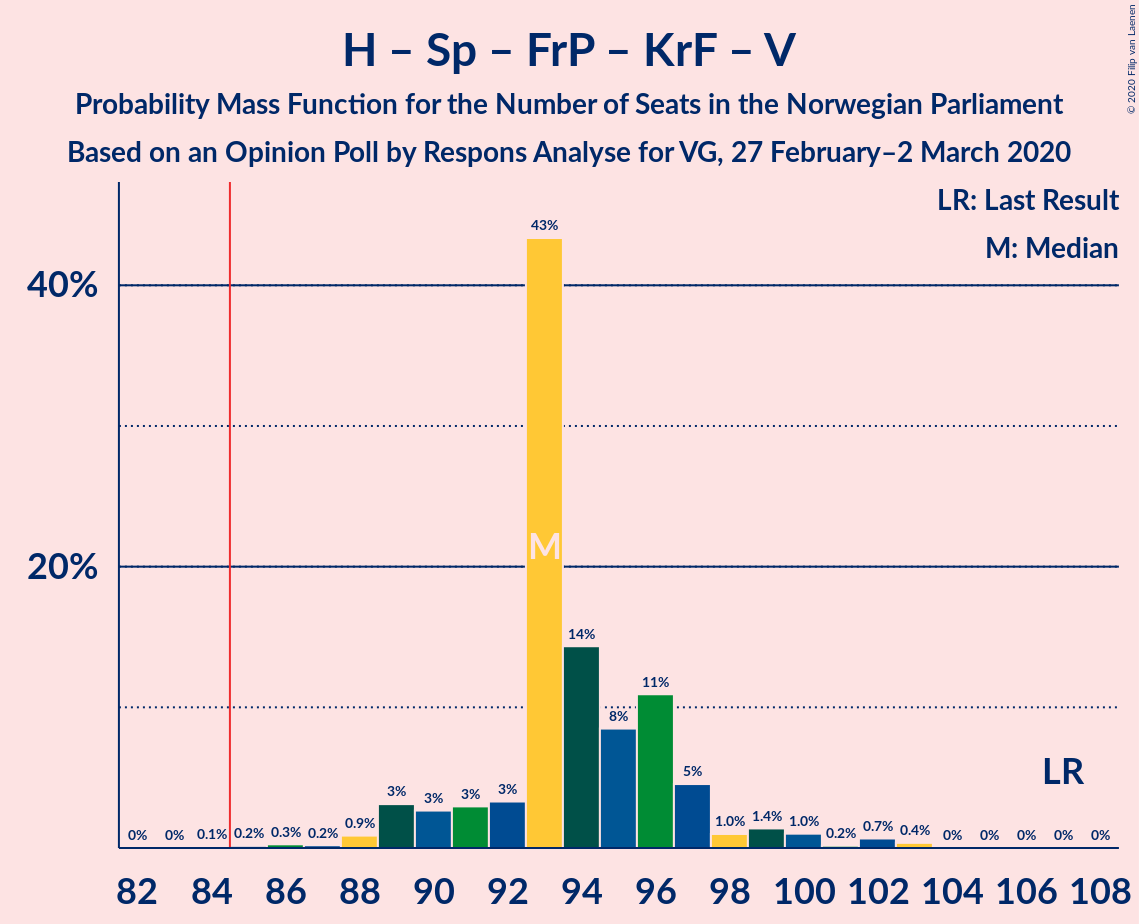 H – Sp – FrP – KrF – V
Probability Mass Function for the Number of Seats in the Norwegian Parliament
Based on an Opinion Poll by Respons Analyse for VG, 27 February–2 March 2020
© 2020 Filip van Laenen
LR: Last Result
M: Median
40%
20%
0% 0% 0.1% 0.2% 0.3% 0.2% 0.9% 3% 3% 3% 3% 43% 14% 8% 11% 5% 1.0% 1.4% 1.0% 0.2% 0.7% 0.4% 0% 0% 0% 0% 0%
M
LR
82 84 86 88 90 92 94 96 98 100 102 104 106 108